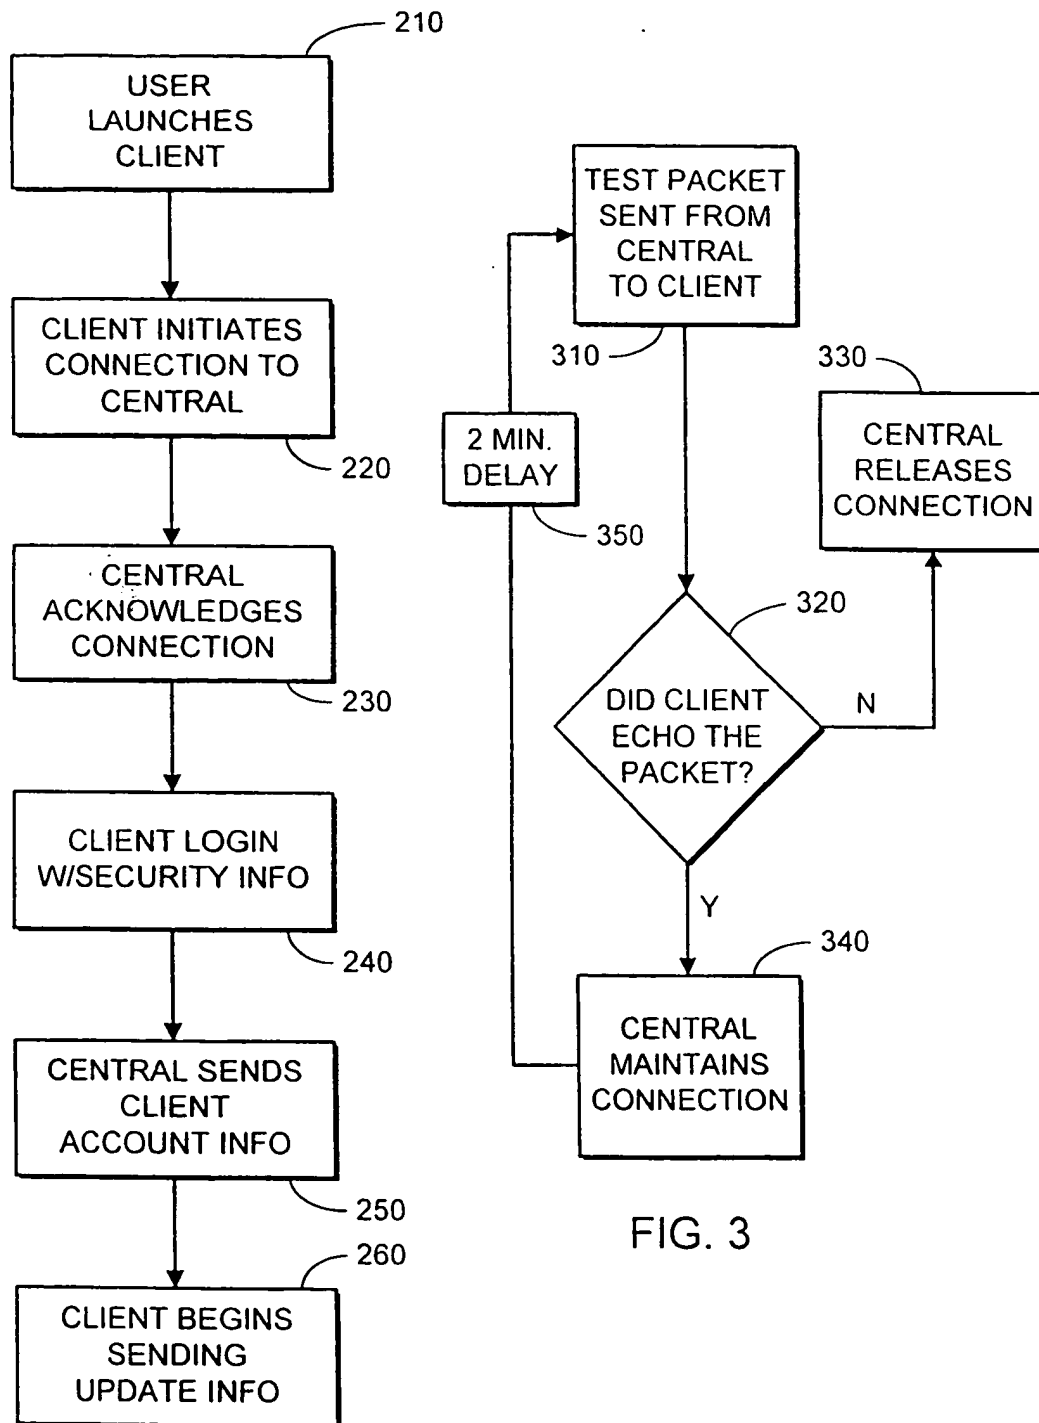 210
USER
LAUNCHES
CLIENT
CLIENT INITIATES
CONNECTION TO
CENTRAL
220
CENTRAL
ACKNOWLEDGES
CONNECTION
230
CLIENT LOGIN
W/SECURITY INFO
240
CENTRAL SENDS
CLIENT
ACCOUNT INFO
250
260
CLIENT BEGINS
SENDING
UPDATE INFO
TEST PACKET
SENT FROM
CENTRAL
TO CLIENT
310
330
CENTRAL
RELEASES
CONNECTION
2 MIN.
DELAY
350
320
DID CLIENT
ECHO THE
PACKET?
N
Y
340
CENTRAL
MAINTAINS
CONNECTION
FIG. 3